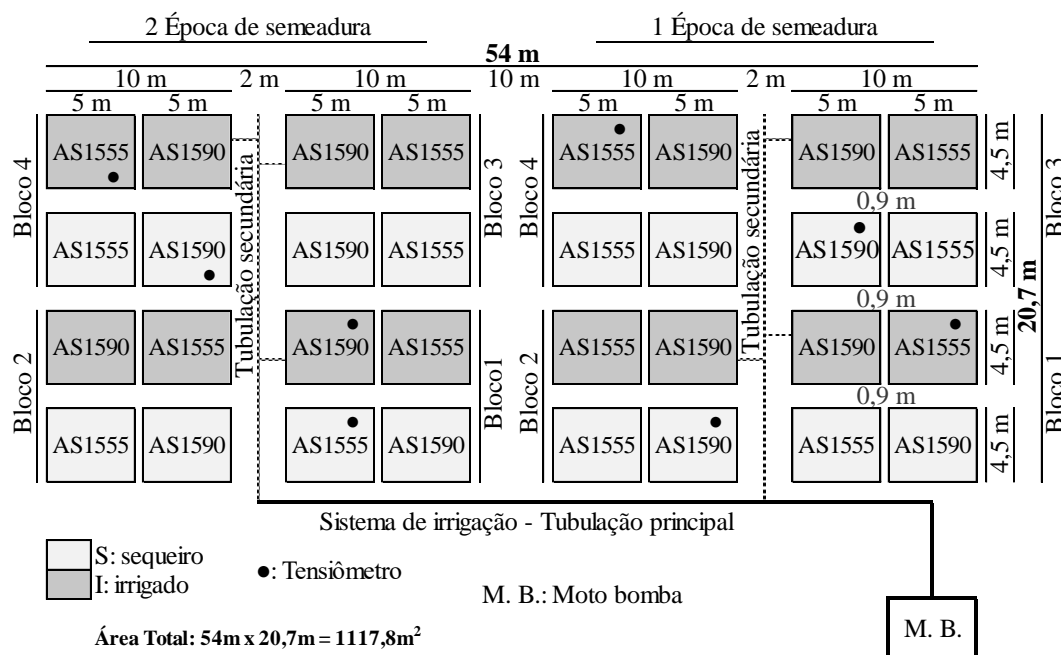 2 Época de semeadura 1 Época de semeadura
54 m
10 m 2 m 10 m 10 m 10 m 2 m 10 m
5 m 5 m 5 m 5 m 5 m 5 m 5 m 5 m
Bloco 4
AS1555 AS1590
Tubulação secundária
AS1590 AS1555
Bloco 3
Bloco 4
AS1555 AS1590
Tubulação secundária
AS1590 AS1555
4,5 m
Bloco 3
0,9 m
AS1555 AS1590 AS1590 AS1555 AS1555 AS1590 AS1590 AS1555
4,5 m
20,7 m
0,9 m
Bloco 2
AS1590 AS1555 AS1590 AS1555
Bloco1
Bloco 2
AS1555 AS1590 AS1590 AS1555
4,5 m
Bloco 1
0,9 m
AS1555 AS1590 AS1555 AS1590 AS1555 AS1590 AS1555 AS1590
4,5 m
Sistema de irrigação - Tubulação principal
S: sequeiro
I: irrigado
●: Tensiômetro
M. B.: Moto bomba
M. B.
Área Total: 54m x 20,7m = 1117,8m²